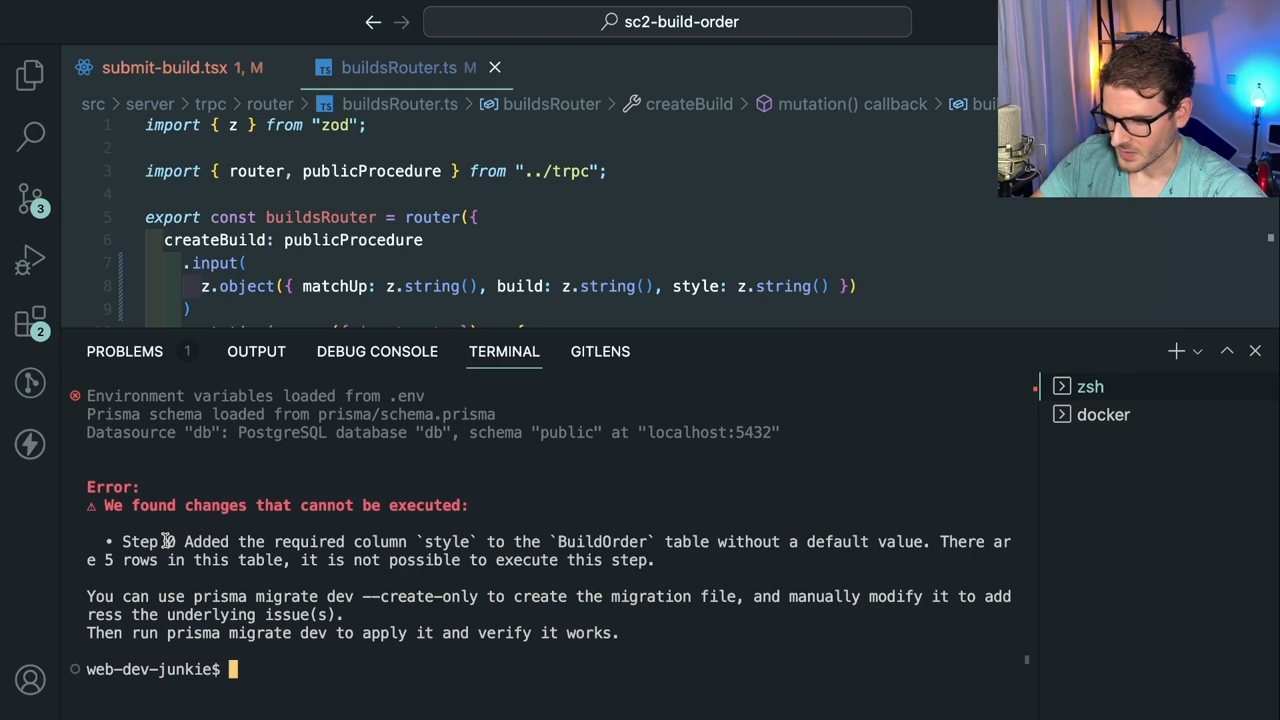 sc2-build-order
submit-build.tsx 1, M
TS buildsRouter.ts M
src > server > trpc > router > TS buildsRouter.ts > buildsRouter > createBuild > mutation() callback >
1 import { z } from "zod";
2
3 import { router, publicProcedure } from "../trpc";
4
5 export const buildsRouter = router({
6 createBuild: publicProcedure
7 .input(
8 z.object({ matchUp: z.string(), build: z.string(), style: z.string() })
9 )
3
2
PROBLEMS 1 OUTPUT DEBUG CONSOLE TERMINAL GITLENS
zsh
docker
Environment variables loaded from .env
Prisma schema loaded from prisma/schema.prisma
Datasource "db": PostgreSQL database "db", schema "public" at "localhost:5432"
Error:
⚠ We found changes that cannot be executed:
• Step 0 Added the required column `style` to the `BuildOrder` table without a default value. There ar
e 5 rows in this table, it is not possible to execute this step.
You can use prisma migrate dev --create-only to create the migration file, and manually modify it to add
ress the underlying issue(s).
Then run prisma migrate dev to apply it and verify it works.
web-dev-junkie$